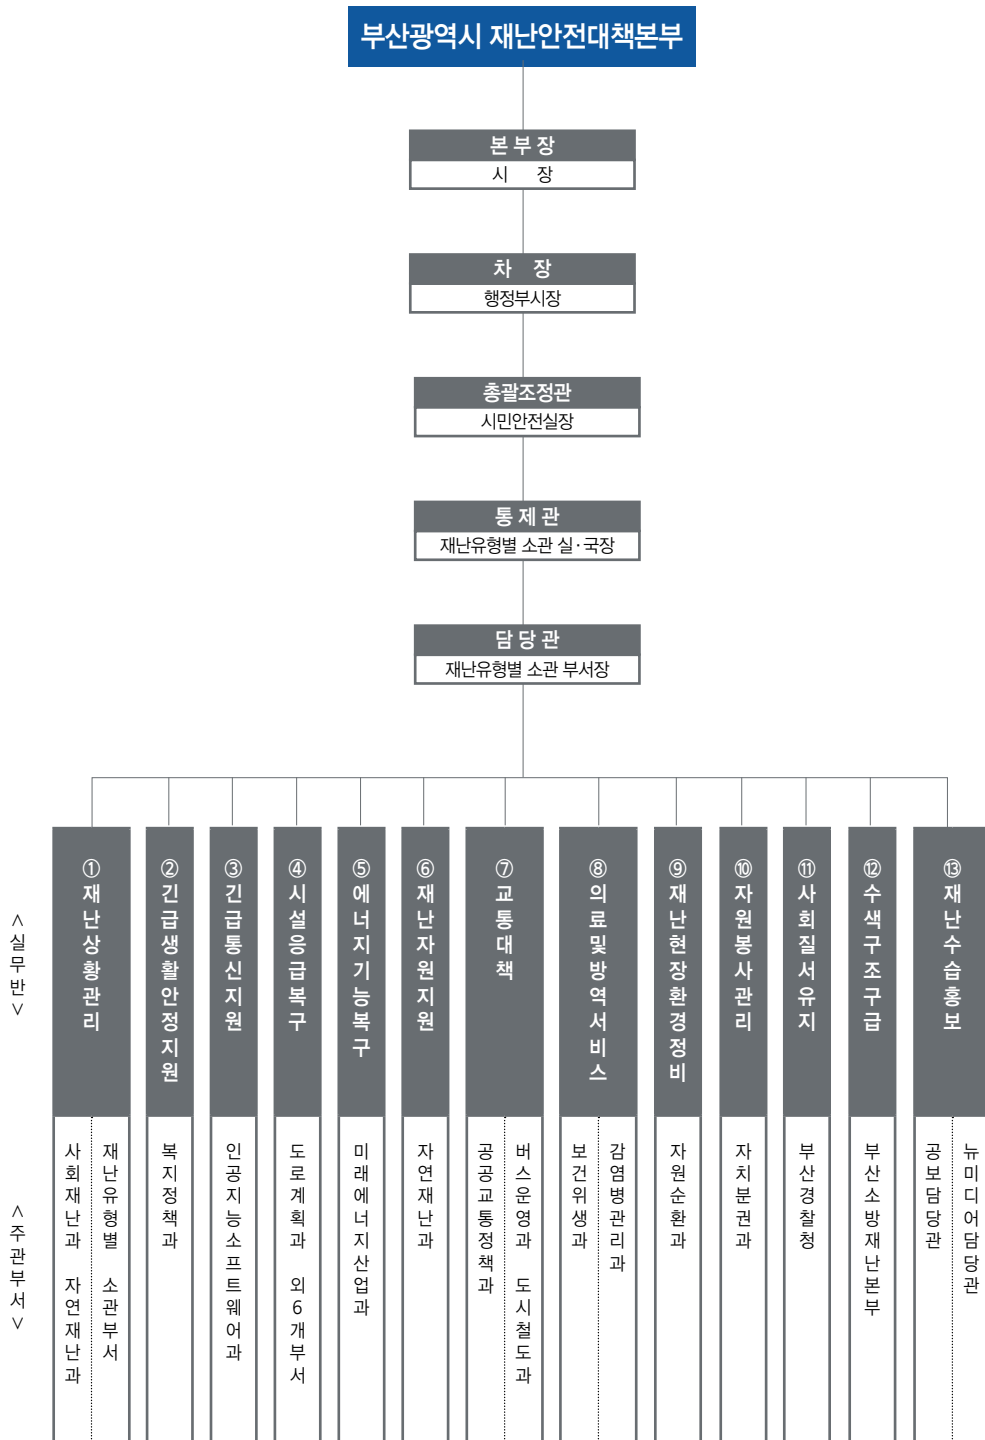 부산광역시 재난안전대책본부
본 부 장
시 장
차 장
행정부시장
총괄조정관
시민안전실장
통 제 관
재난유형별 소관 실·국장
담 당 관
재난유형별 소관 부서장
<실무반>
① 재난상황관리
② 긴급생활안정지원
③ 긴급통신지원
④ 시설응급복구
⑤ 에너지기능복구
⑥ 재난자원지원
⑦ 교통대책
⑧ 의료및방역서비스
⑨ 재난현장환경정비
⑩ 자원봉사관리
⑪ 사회질서유지
⑫ 수색구조구급
⑬ 재난수습홍보
<주관부서>
사회재난과 자연재난과
재난유형별 소관부서
복지정책과
인공지능소프트웨어과
도로계획과 외6개부서
미래에너지산업과
자연재난과
공공교통정책과
버스운영과 도시철도과
보건위생과
감염병관리과
자원순환과
자치분권과
부산경찰청
부산소방재난본부
공보담당관
뉴미디어담당관